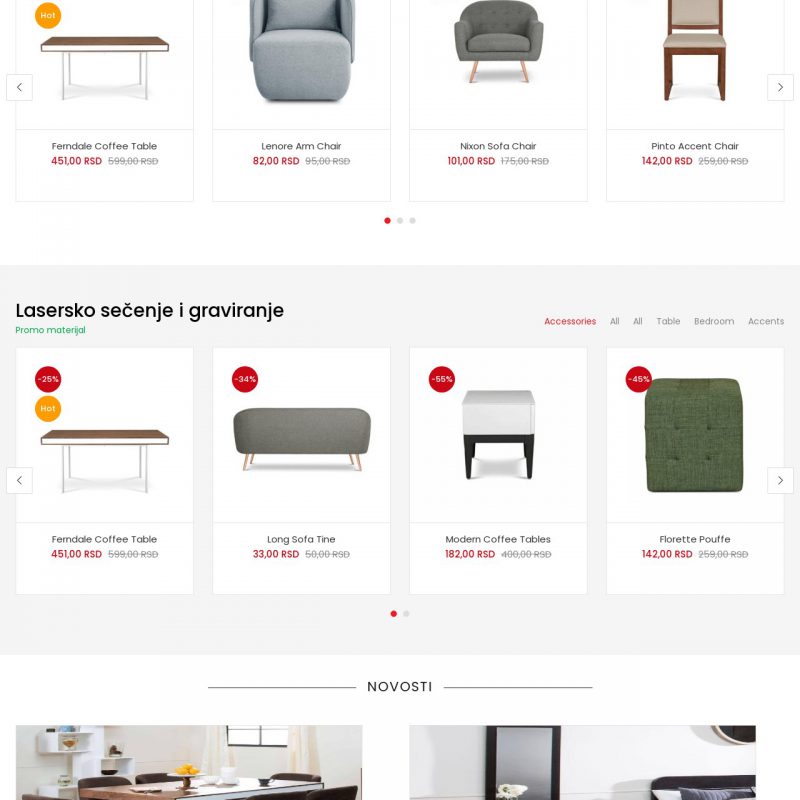 Hot
Ferndale Coffee Table
451,00 RSD 599,00 RSD
Lenore Arm Chair
82,00 RSD 95,00 RSD
Nixon Sofa Chair
101,00 RSD 175,00 RSD
Pinto Accent Chair
142,00 RSD 259,00 RSD
Lasersko sečenje i graviranje
Promo materijal
Accessories All All Table Bedroom Accents
-25%
Hot
Ferndale Coffee Table
451,00 RSD 599,00 RSD
-34%
Long Sofa Tine
33,00 RSD 50,00 RSD
-55%
Modern Coffee Tables
182,00 RSD 400,00 RSD
-45%
Florette Pouffe
142,00 RSD 259,00 RSD
NOVOSTI